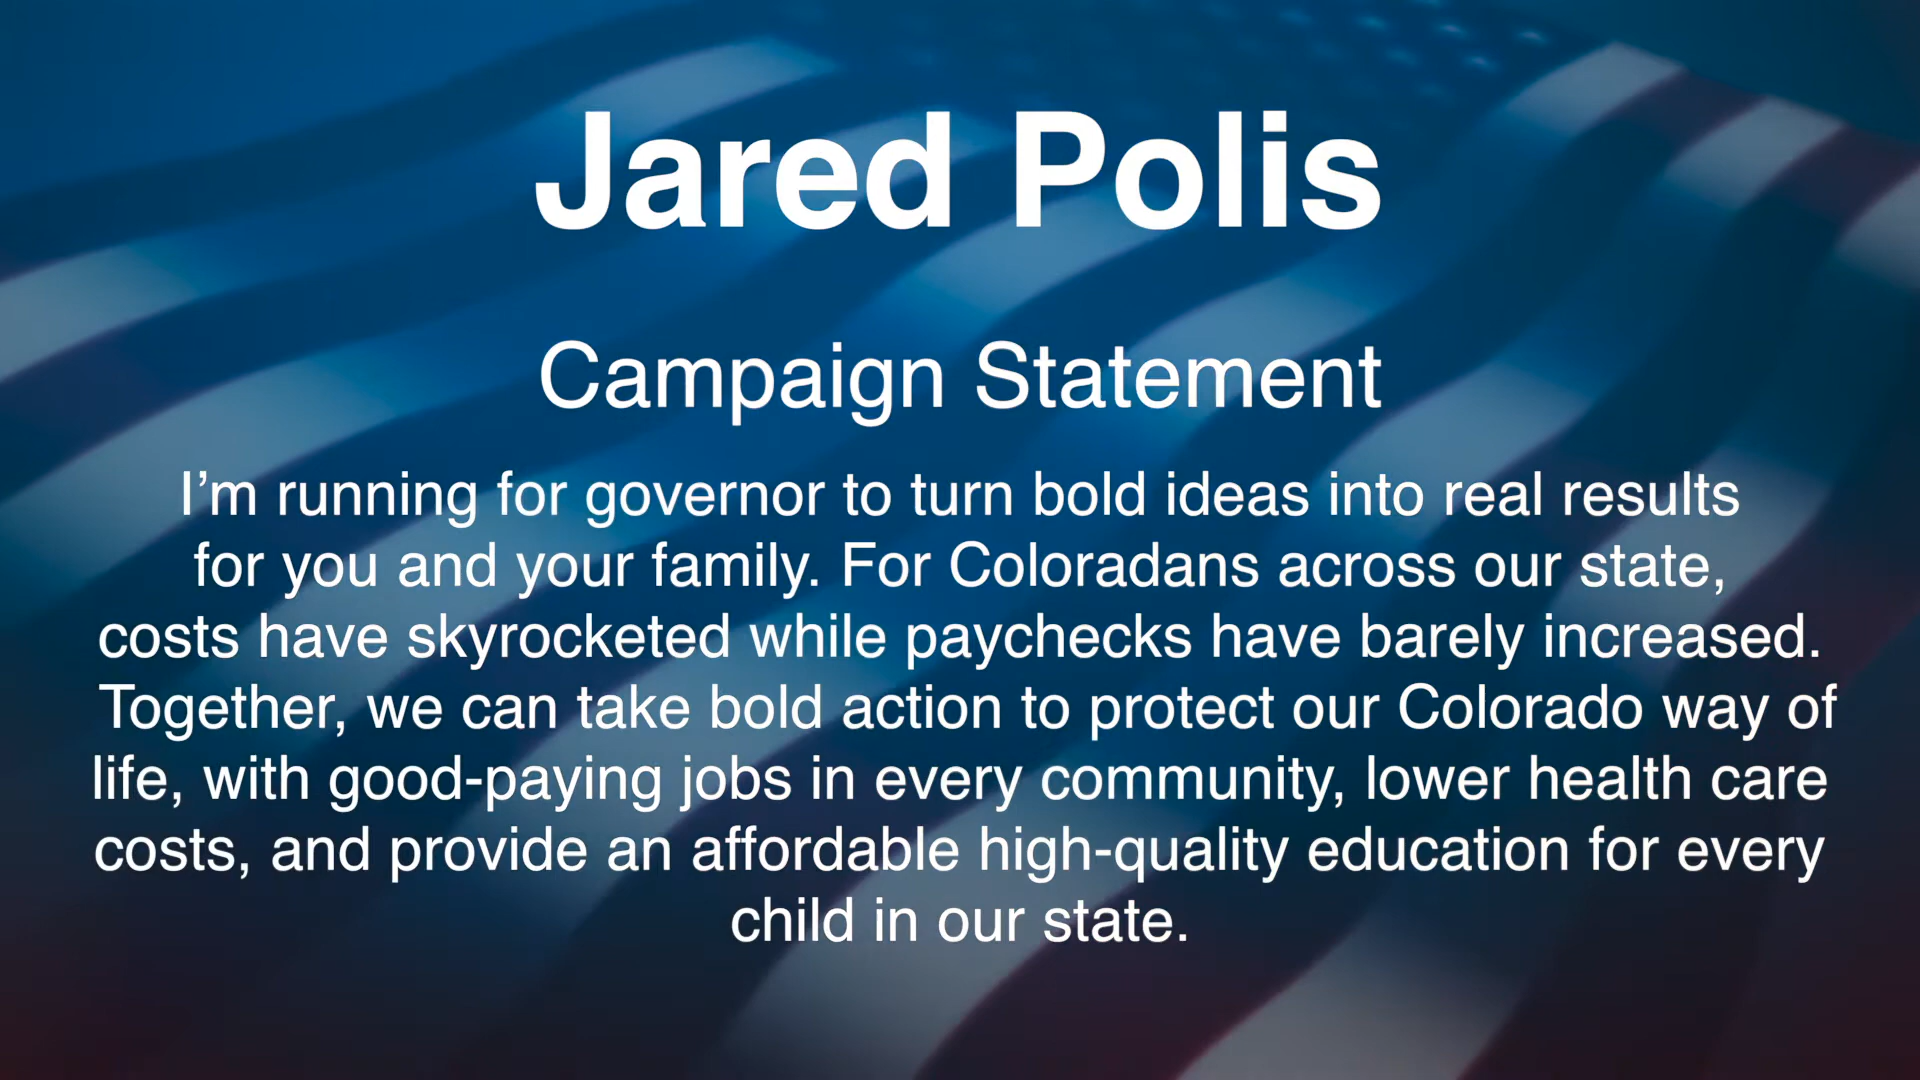 Jared Polis
Campaign Statement
I’m running for governor to turn bold ideas into real results
for you and your family. For Coloradans across our state,
costs have skyrocketed while paychecks have barely increased.
Together, we can take bold action to protect our Colorado way of
life, with good-paying jobs in every community, lower health care
costs, and provide an affordable high-quality education for every
child in our state.